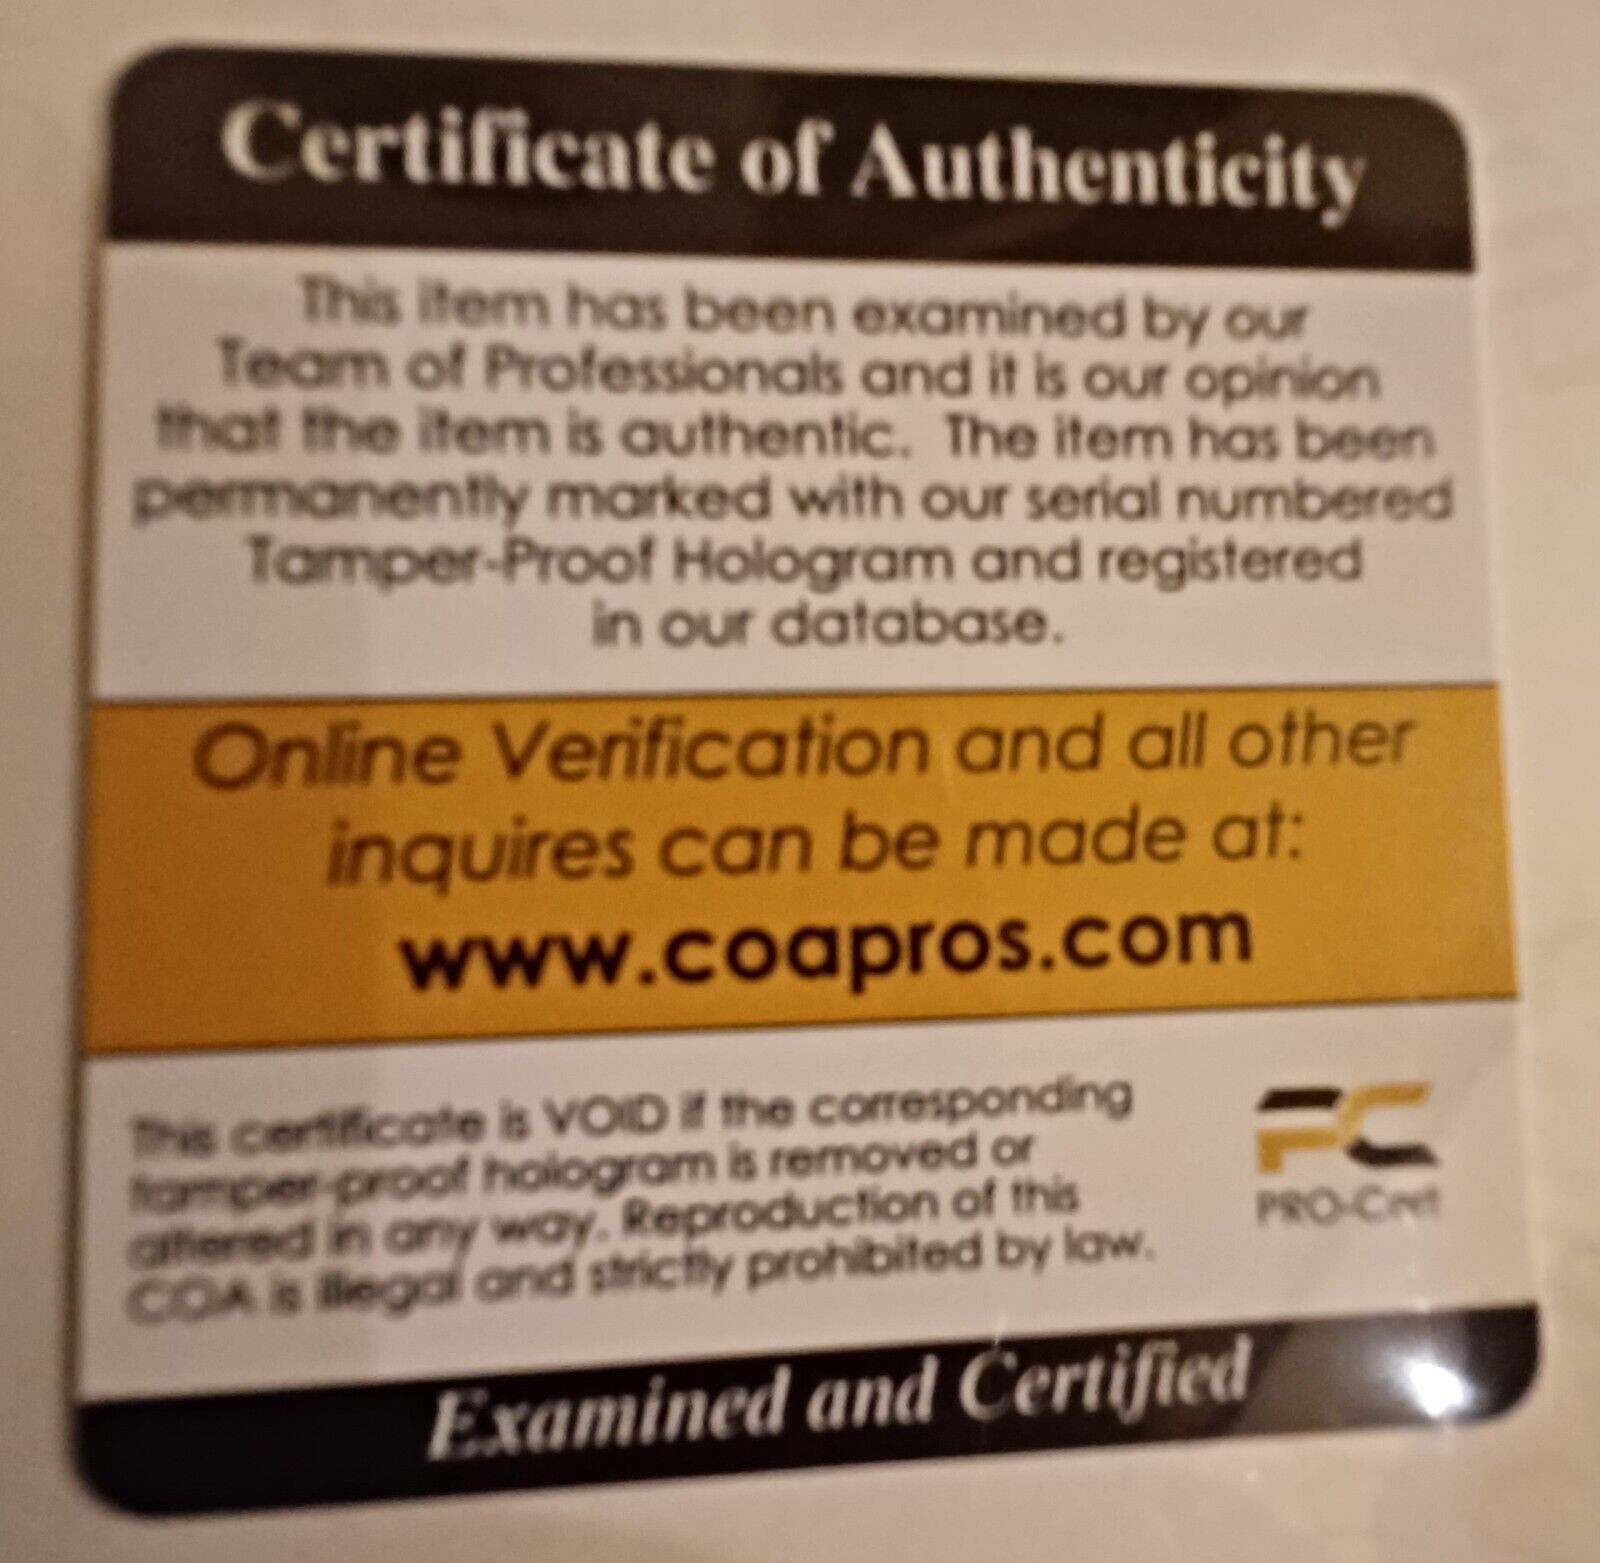 Certificate of Authenticity
This item has been examined by our
Team of Professionals and it is our opinion
that the item is authentic. The item has been
permanently marked with our serial numbered
Tamper-Proof Hologram and registered
in our database.
Online Verification and all other
inquires can be made at:
www.coapros.com
This certificate is VOID if the corresponding
tamper-proof hologram is removed or
altered in any way. Reproduction of this
COA is illegal and strictly prohibited by law.
PC
PRO-Cert
Examined and Certified